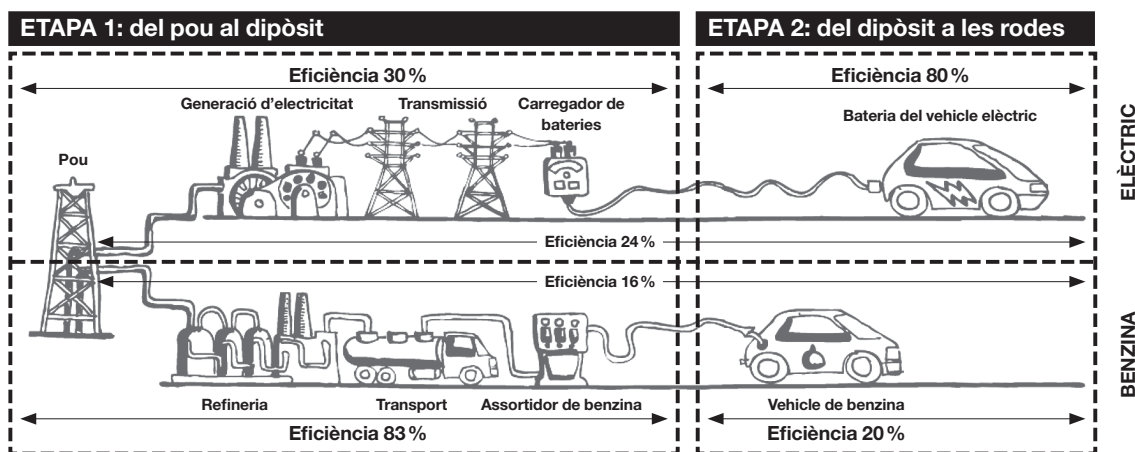 ETAPA 1: del pou al dipòsit
ETAPA 2: del dipòsit a les rodes
Eficiència 30 %
Eficiència 80 %
Generació d’electricitat
Transmissió
Carregador de
bateries
Bateria del vehicle elèctric
ELÈCTRIC
Pou
Eficiència 24 %
Eficiència 16 %
BENZINA
Refineria
Transport
Assortidor de benzina
Vehicle de benzina
Eficiència 83 %
Eficiència 20 %